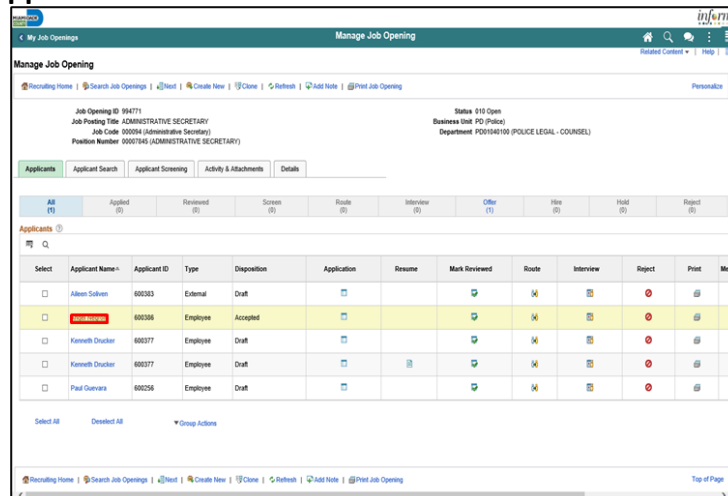 MIAMI-DADE
COUNTY
My Job Openings
Manage Job Opening
Related Content
Help
Manage Job Opening
Recruiting Home | Search Job Openings | Next | Create New | Clone | Refresh | Add Note | Print Job Opening
Personalize
Job Opening ID 994771
Status 010 Open
Job Posting Title ADMINISTRATIVE SECRETARY
Business Unit PD (Police)
Job Code 000094 (Administrative Secretary)
Department PD01040100 (POLICE LEGAL - COUNSEL)
Position Number 00007845 (ADMINISTRATIVE SECRETARY)
Applicants Applicant Search Applicant Screening Activity & Attachments Details
All Applied Reviewed Screen Route Interview Offer Hire Hold Reject
(1) (0) (0) (0) (0) (0) (1) (0) (0) (0)
Applicants
Select Applicant Name Applicant ID Type Disposition Application Resume Mark Reviewed Route Interview Reject Print
Aileen Soliven 600383 External Draft
600386 Employee Accepted
Kenneth Drucker 600377 Employee Draft
Kenneth Drucker 600377 Employee Draft
Paul Guevara 600256 Employee Draft
Select All Deselect All Group Actions
Recruiting Home | Search Job Openings | Next | Create New | Clone | Refresh | Add Note | Print Job Opening
Top of Page